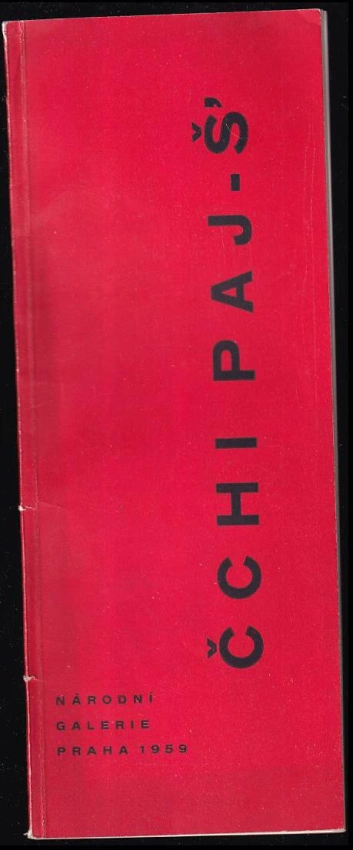 ČCHI PAJ-Š'
NÁRODNÍ
GALERIE
PRAHA 1959